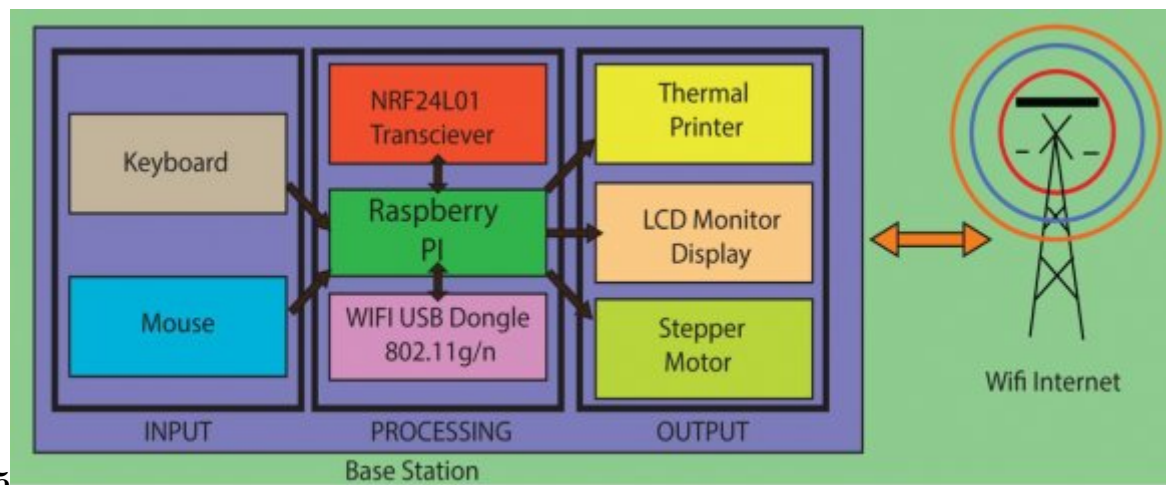 Keyboard
Mouse
INPUT
NRF24L01
Transciever
Raspberry
PI
WIFI USB Dongle
802.11g/n
PROCESSING
Thermal
Printer
LCD Monitor
Display
Stepper
Motor
OUTPUT
Base Station
Wifi Internet